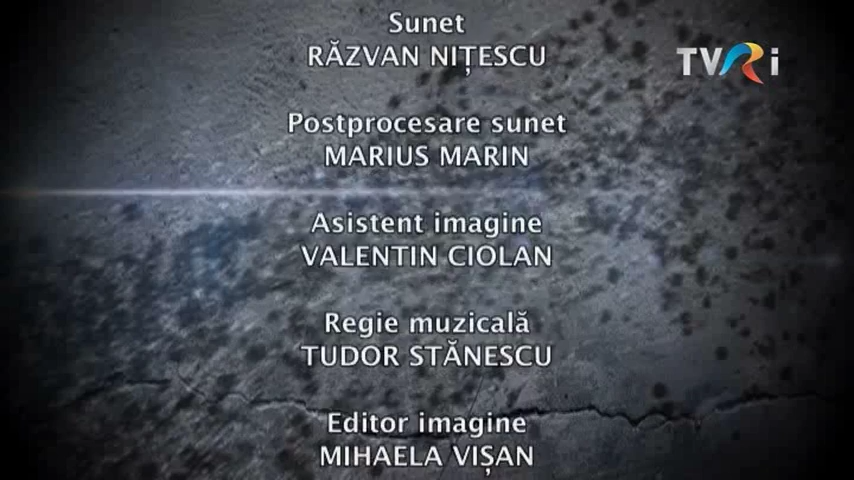 Sunet
RĂZVAN NIȚESCU
TVRi
Postprocesare sunet
MARIUS MARIN
Asistent imagine
VALENTIN CIOLAN
Regie muzicală
TUDOR STĂNESCU
Editor imagine
MIHAELA VIȘAN